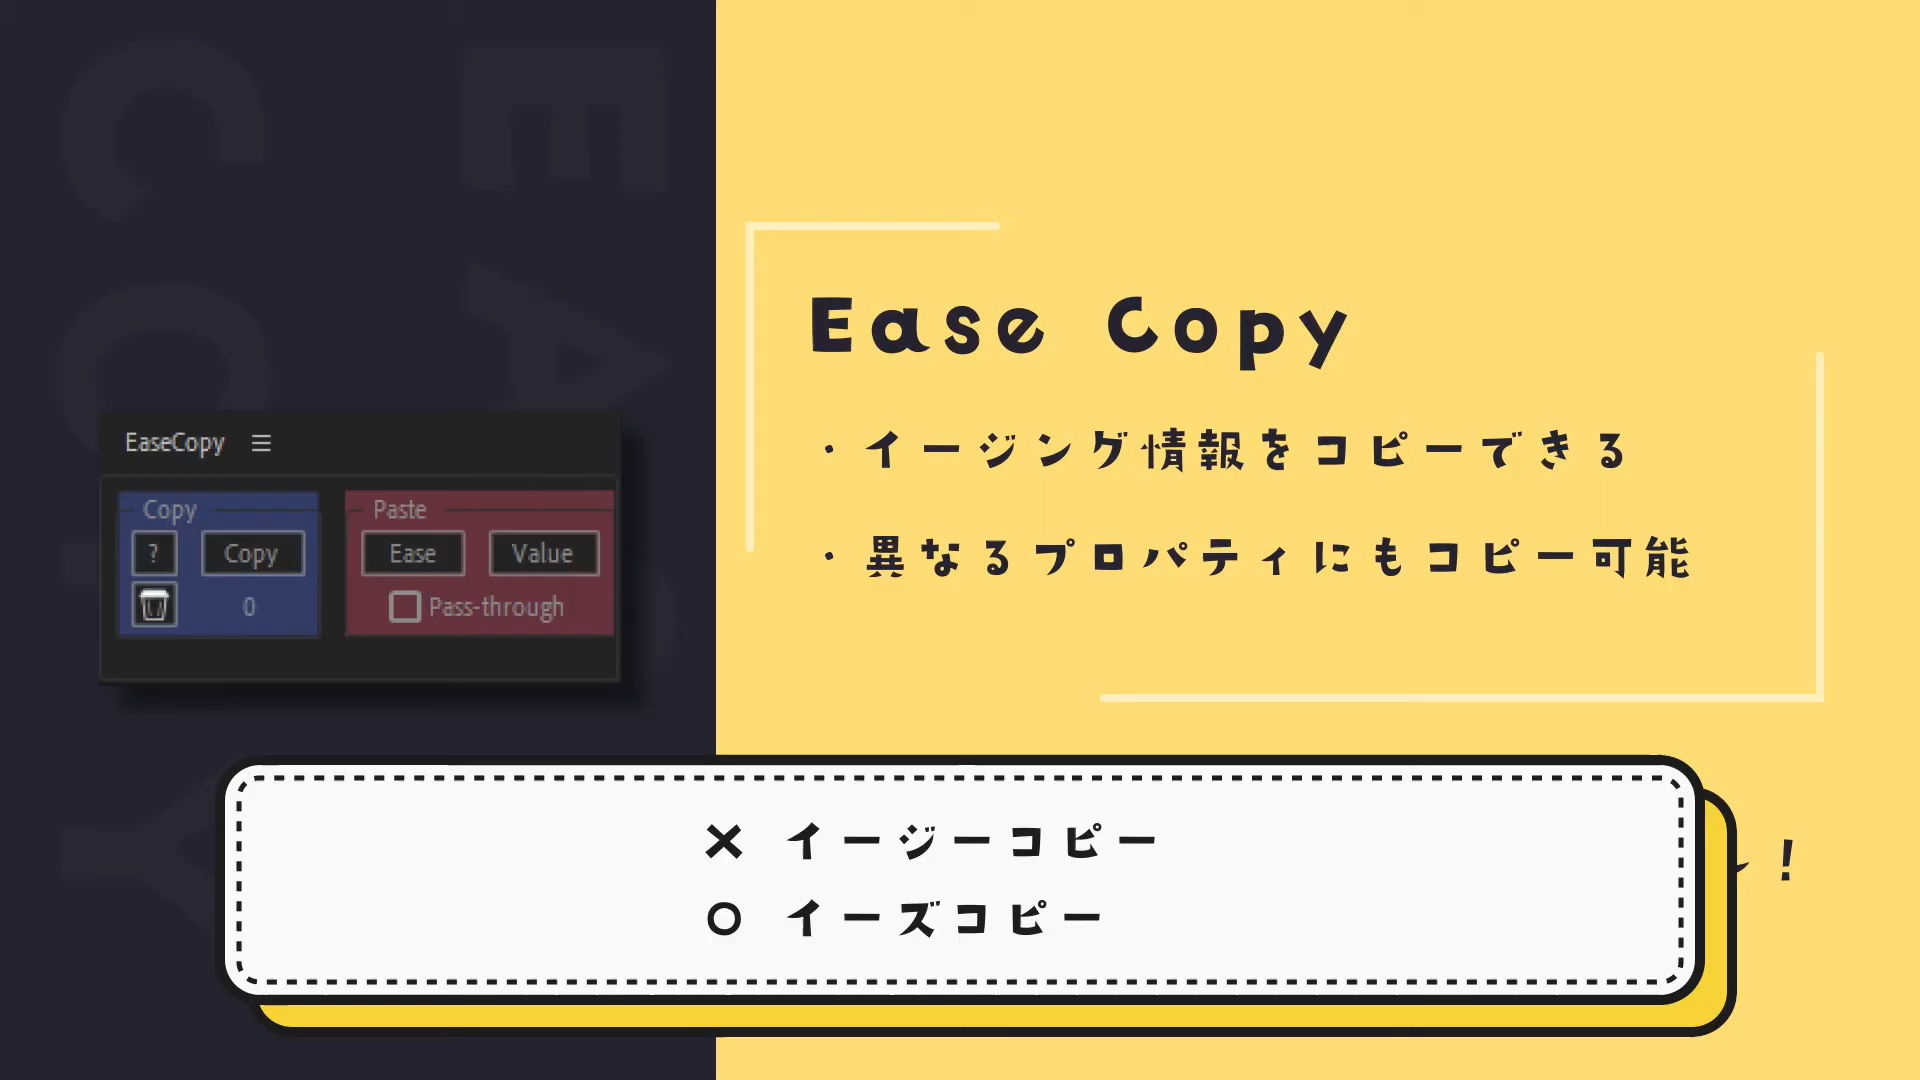 EaseCopy ☰
Copy
? Copy
0
Paste
Ease Value
Pass-through
Ease Copy
・イージング情報をコピーできる
・異なるプロパティにもコピー可能
× イージーコピー
○ イーズコピー
！